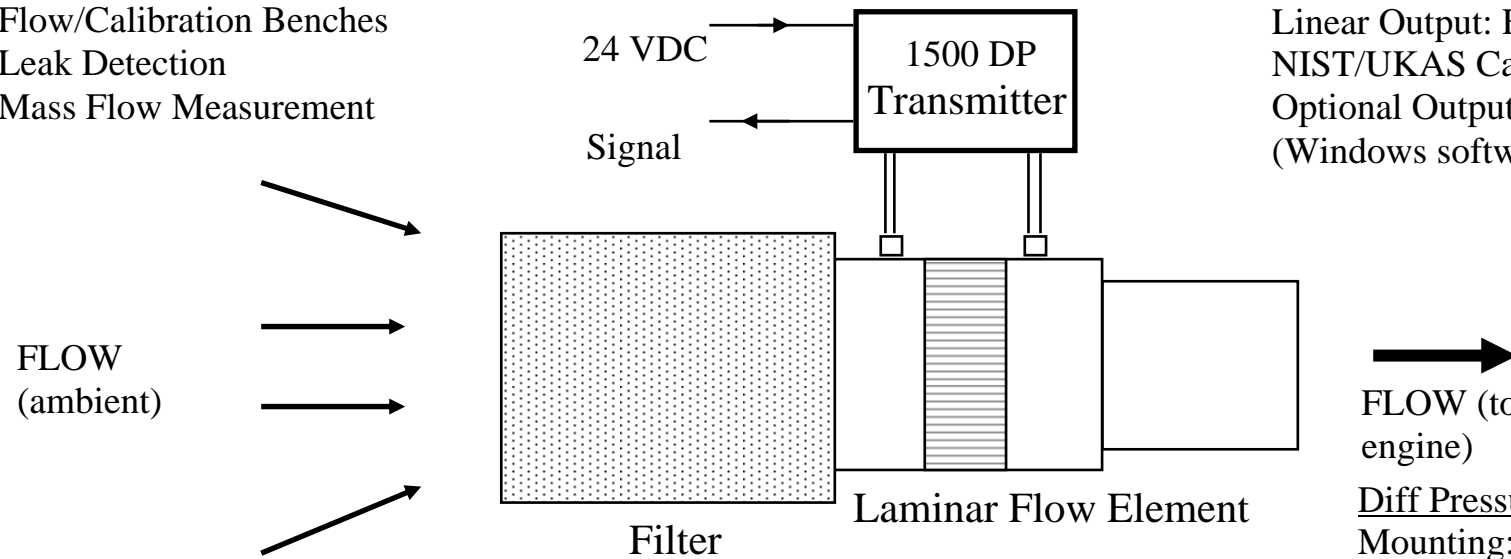 Flow/Calibration Benches
Leak Detection
Mass Flow Measurement
24 VDC
Signal
1500 DP
Transmitter
Linear Output:
NIST/UKAS
Optional
(Windows
FLOW
(ambient)
Filter
Laminar Flow Element
FLOW
engine)
Diff
Mounting: